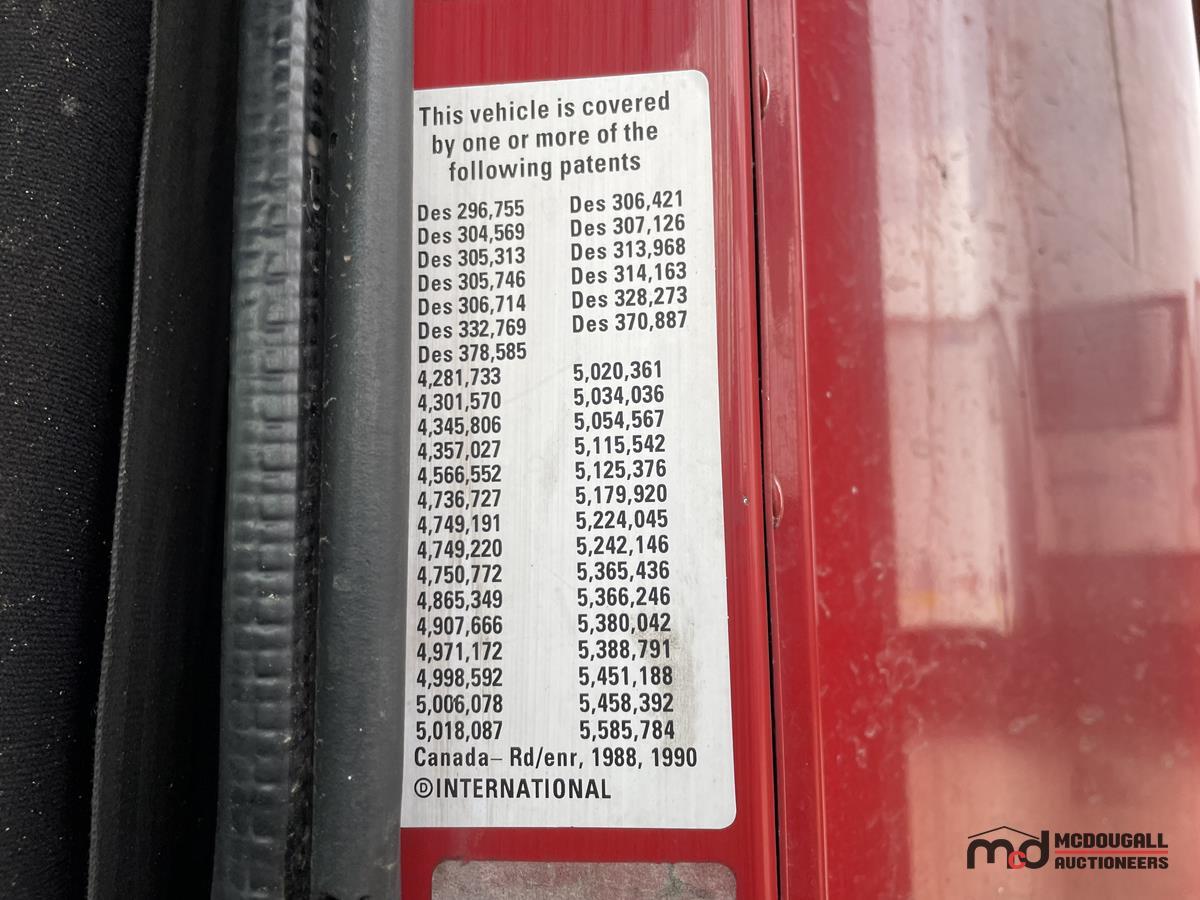 This vehicle is covered
by one or more of the
following patents
Des 296,755 Des 306,421
Des 304,569 Des 307,126
Des 305,313 Des 313,968
Des 305,746 Des 314,163
Des 306,714 Des 328,273
Des 332,769 Des 370,887
Des 378,585
4,281,733 5,020,361
4,301,570 5,034,036
4,345,806 5,054,567
4,357,027 5,115,542
4,566,552 5,125,376
4,736,727 5,179,920
4,749,191 5,224,045
4,749,220 5,242,146
4,750,772 5,365,436
4,865,349 5,366,246
4,907,666 5,380,042
4,971,172 5,388,791
4,998,592 5,451,188
5,006,078 5,458,392
5,018,087 5,585,784
Canada– Rd/enr, 1988, 1990
ⒹINTERNATIONAL
mcd MCDOUGALL
AUCTIONEERS